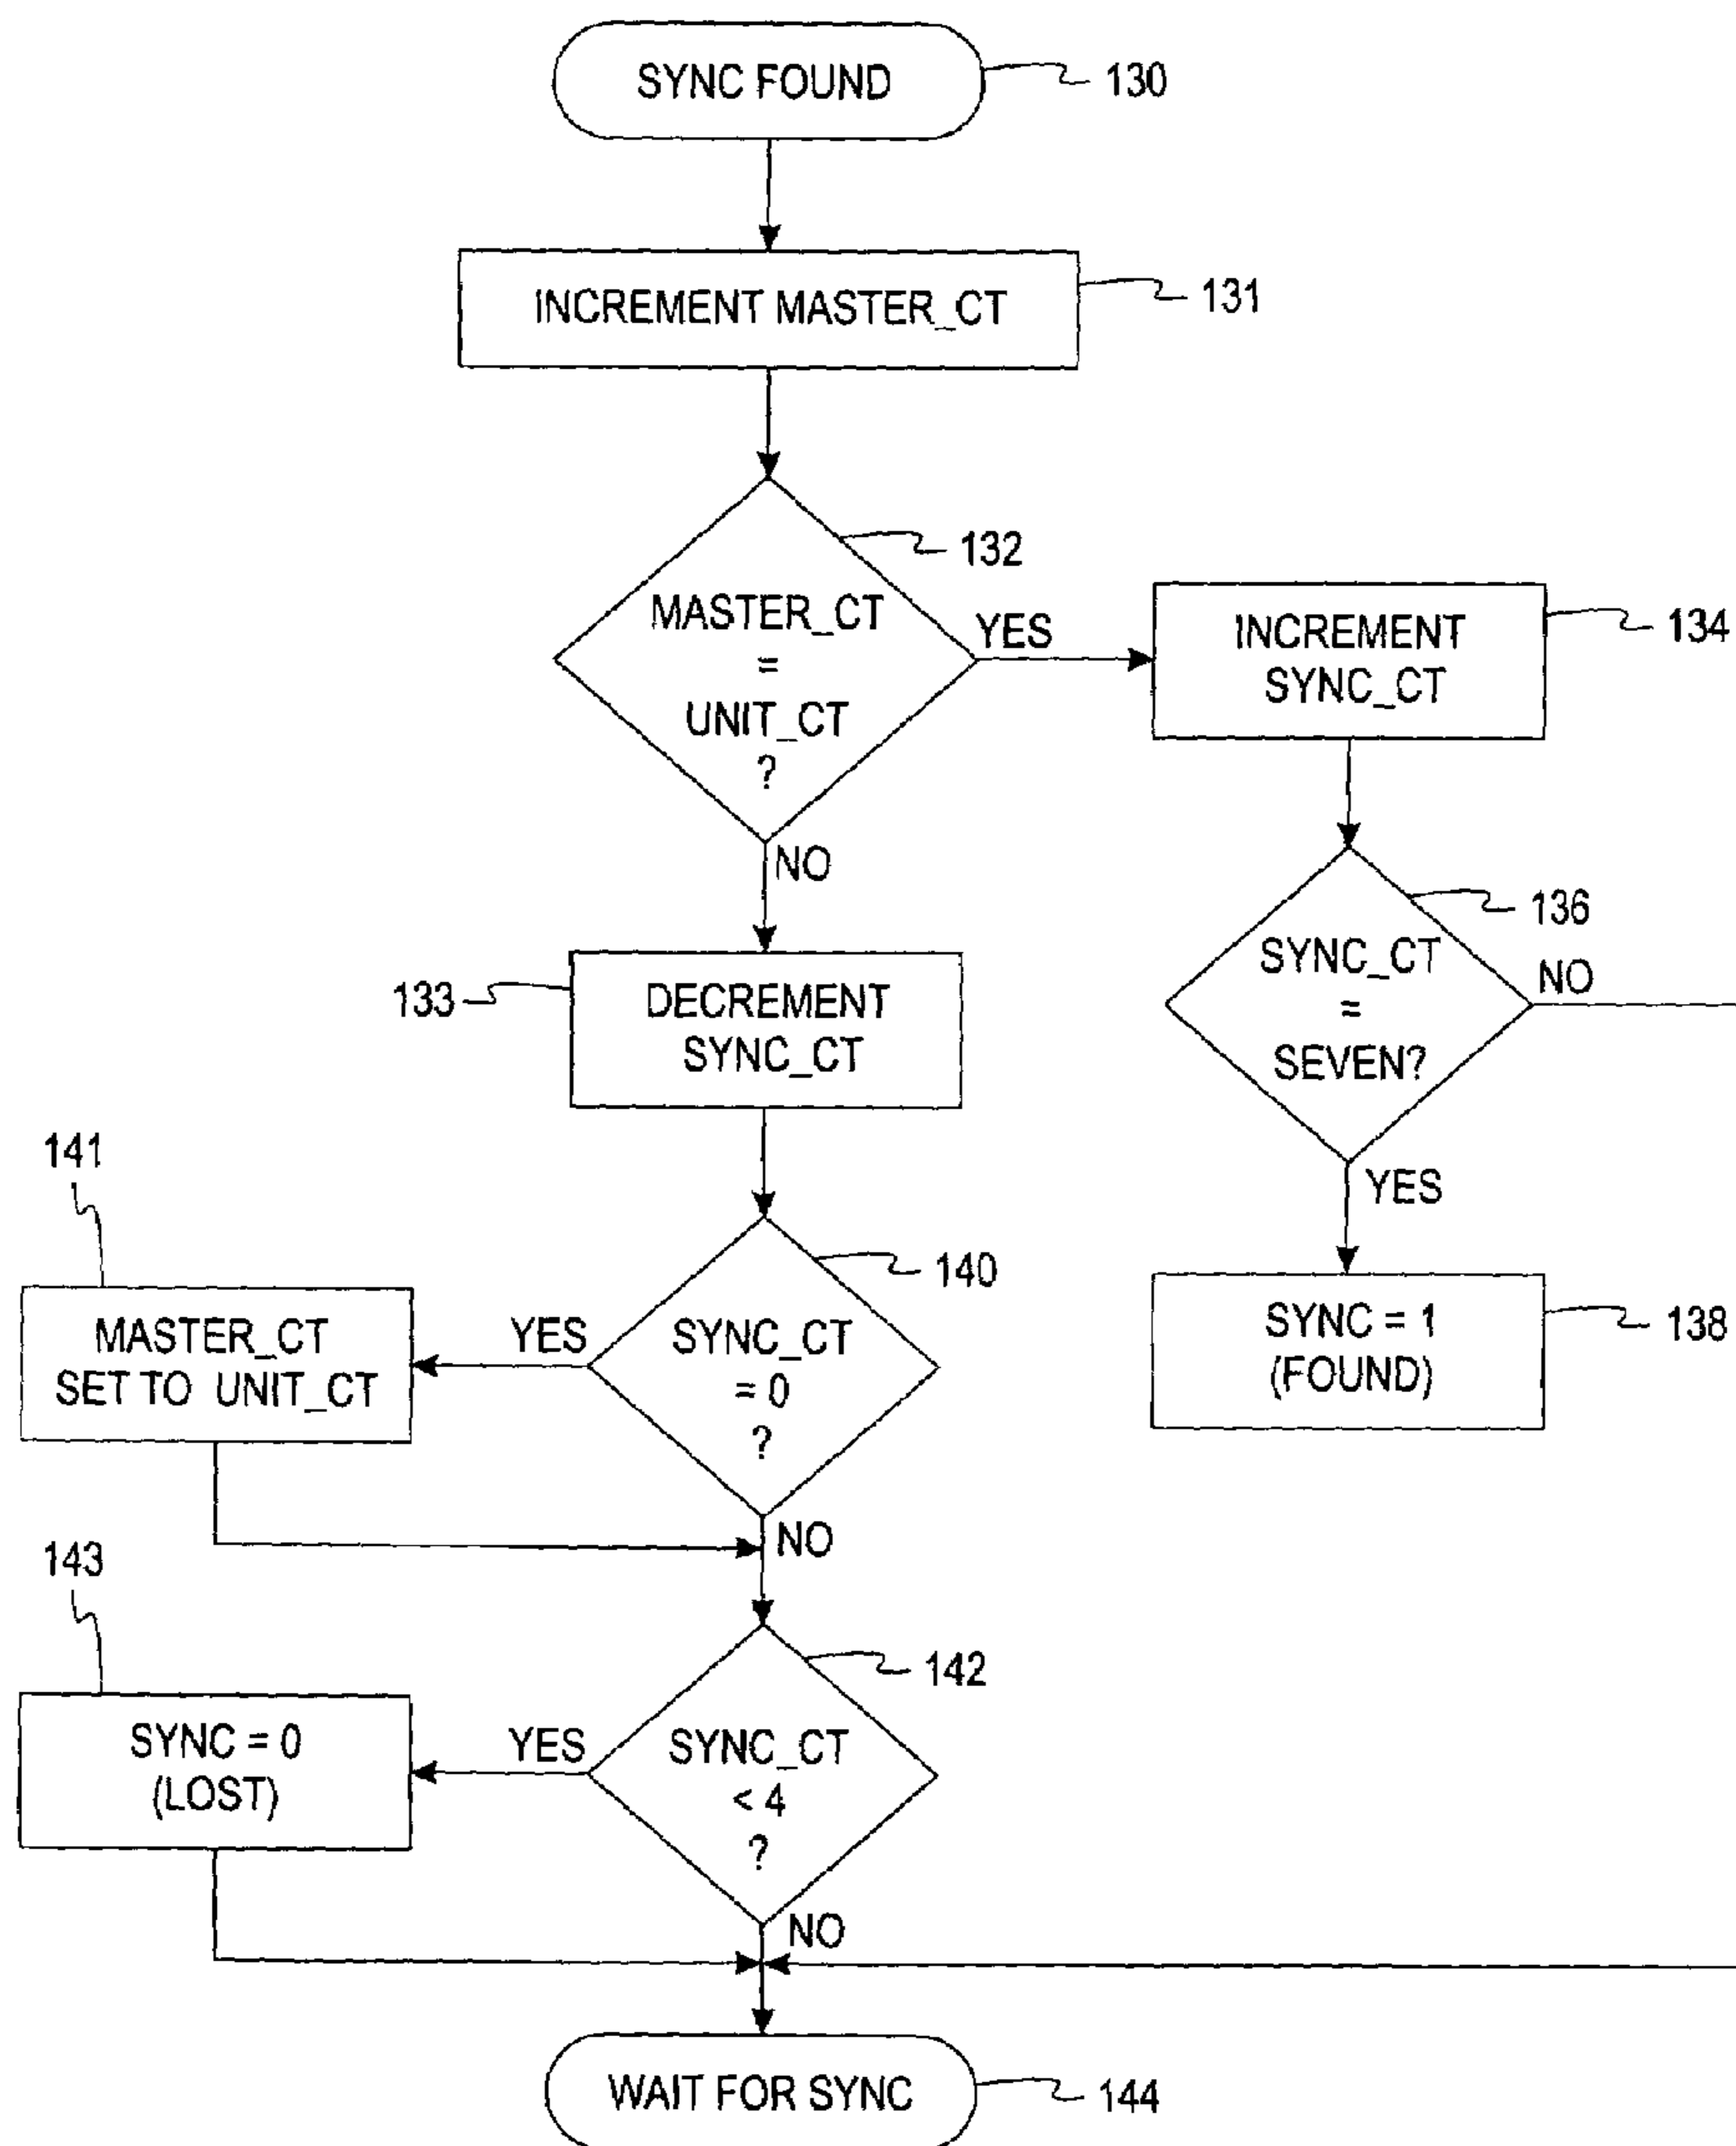 SYNC FOUND
130
INCREMENT MASTER_CT
131
132
MASTER_CT
=
UNIT_CT
?
YES
NO
INCREMENT
SYNC_CT
134
136
SYNC_CT
=
SEVEN?
NO
YES
133
DECREMENT
SYNC_CT
141
MASTER_CT
SET TO UNIT_CT
140
SYNC_CT
= 0
?
YES
NO
SYNC = 1
(FOUND)
138
143
SYNC = 0
(LOST)
142
SYNC_CT
< 4
?
YES
NO
WAIT FOR SYNC
144